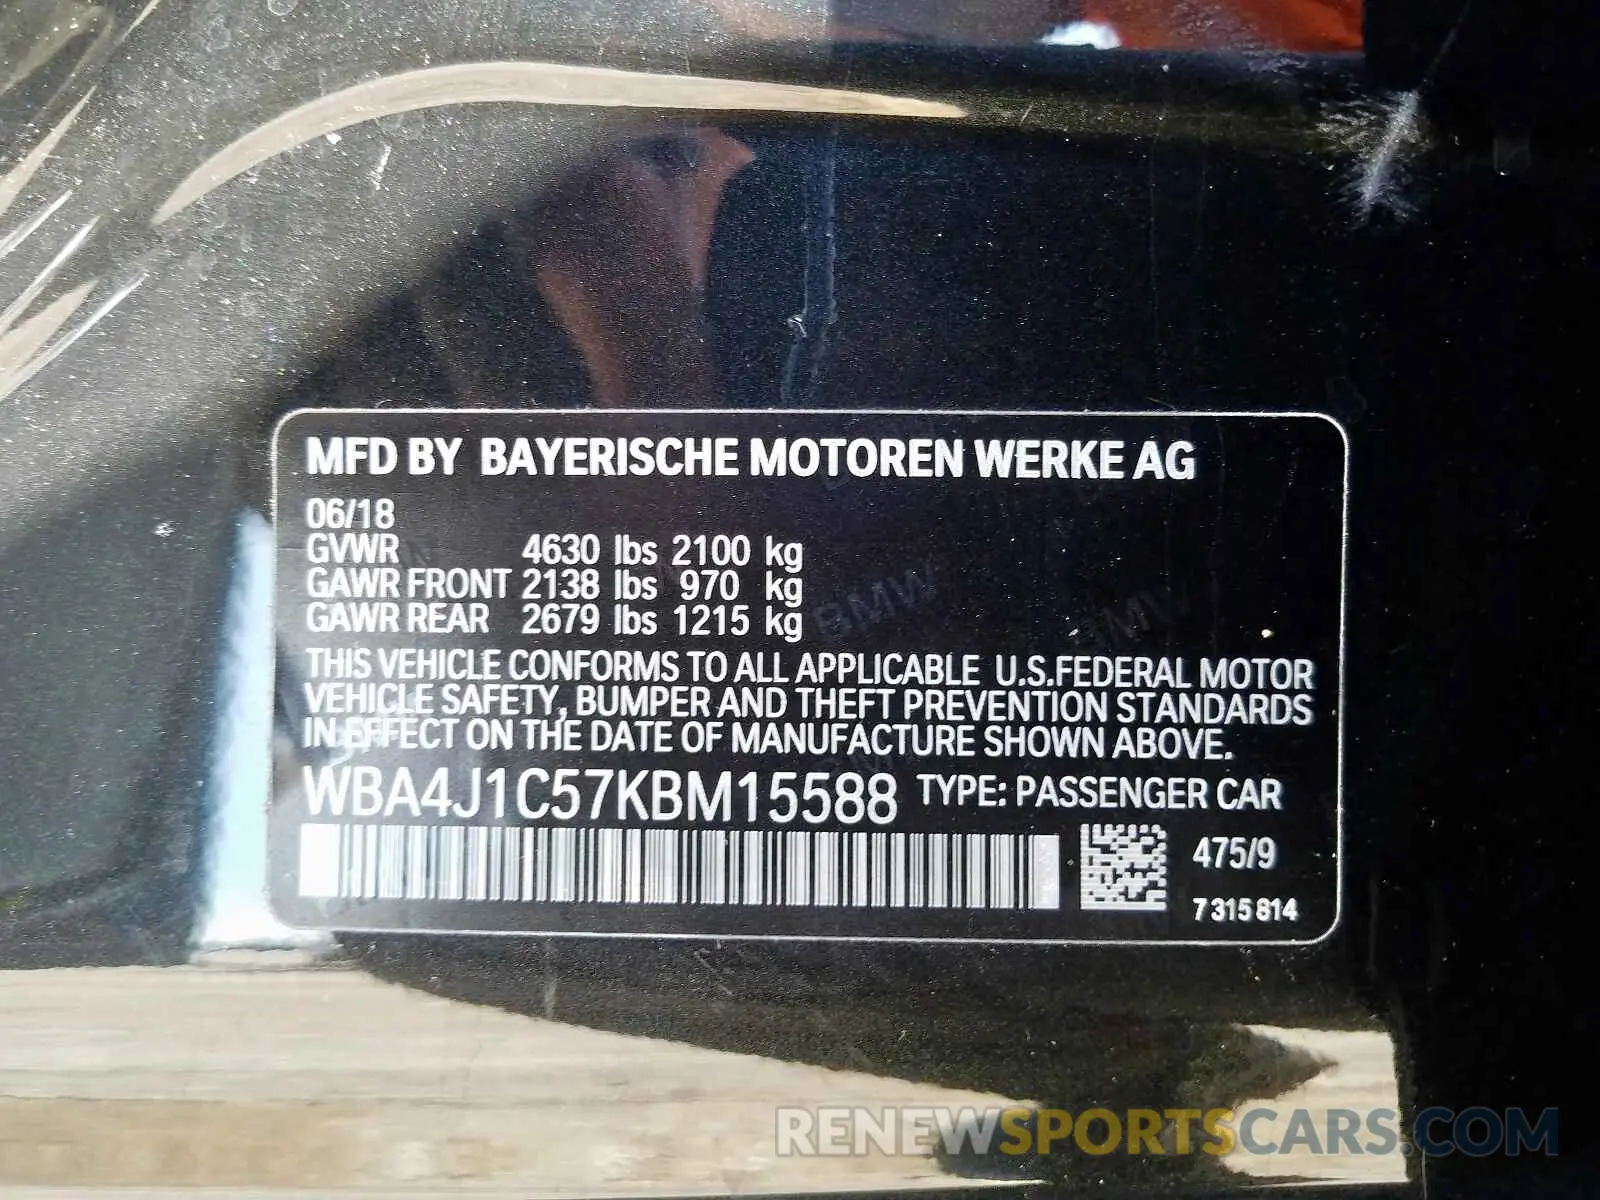 MFD BY BAYERISCHE MOTOREN WERKE AG
06/18
GVWR 4630 lbs 2100 kg
GAWR FRONT 2138 lbs 970 kg
GAWR REAR 2679 lbs 1215 kg
THIS VEHICLE CONFORMS TO ALL APPLICABLE U.S.FEDERAL MOTOR
VEHICLE SAFETY, BUMPER AND THEFT PREVENTION STANDARDS
IN EFFECT ON THE DATE OF MANUFACTURE SHOWN ABOVE.
WBA4J1C57KBM15588 TYPE: PASSENGER CAR
475/9
7 315 814
BMW BMW
RENEWSPORTSCARS.COM